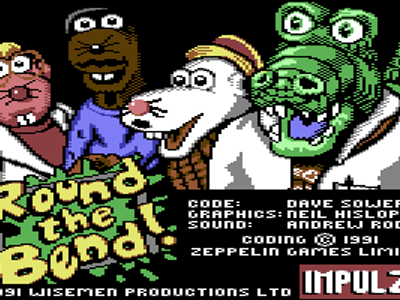 Round
the
Bend!
CODE: DAVE SOWER
GRAPHICS: NEIL HISLOP
SOUND: ANDREW ROD
CODING © 1991
ZEPPELIN GAMES LIMI
991 WISEMEN PRODUCTIONS LTD
IMPULZ